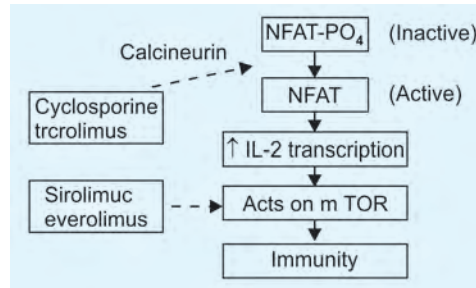 NFAT-PO4 (Inactive)
Calcineurin
NFAT (Active)
Cyclosporine
trcrolimus
↑ IL-2 transcription
Sirolimuc
everolimus
Acts on m TOR
Immunity